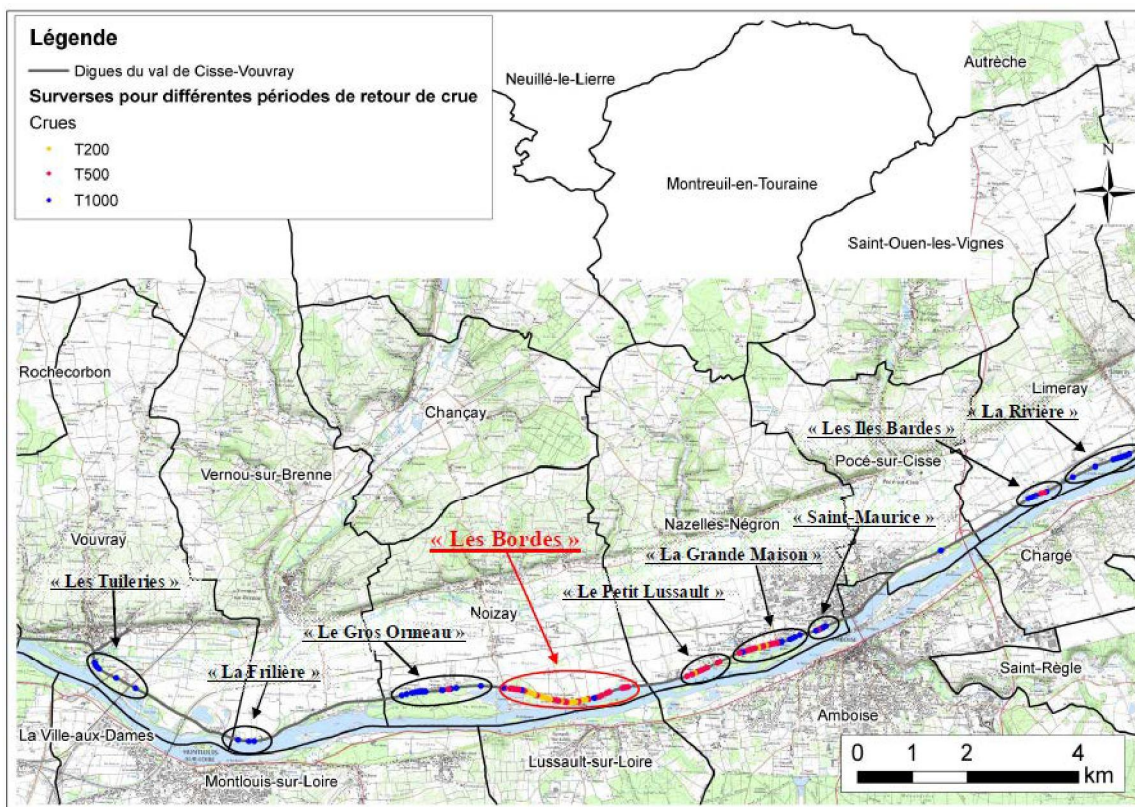 Légende
Digues du val de Cisse-Vouvray
Surverses pour différentes périodes de retour de crue
Crues
T200
T500
T1000
Neuillé-le-Lierre
Autrèche
N
Montreuil-en-Touraine
Saint-Ouen-les-Vignes
Rochecorbon
Limeray
Chançay
« La Rivière »
« Les Iles Bardes »
Vernou-sur-Brenne
Pocé-sur-Cisse
Nazelles-Négron
« Saint-Maurice »
Vouvray
« Les Bordes »
« La Grande Maison »
Chargé
« Les Tuileries »
« Le Petit Lussault »
Noizay
« Le Gros Ormeau »
« La Frilière »
Saint-Règle
La Ville-aux-Dames
Amboise
Lussault-sur-Loire
Montlouis-sur-Loire
0 1 2 4
km